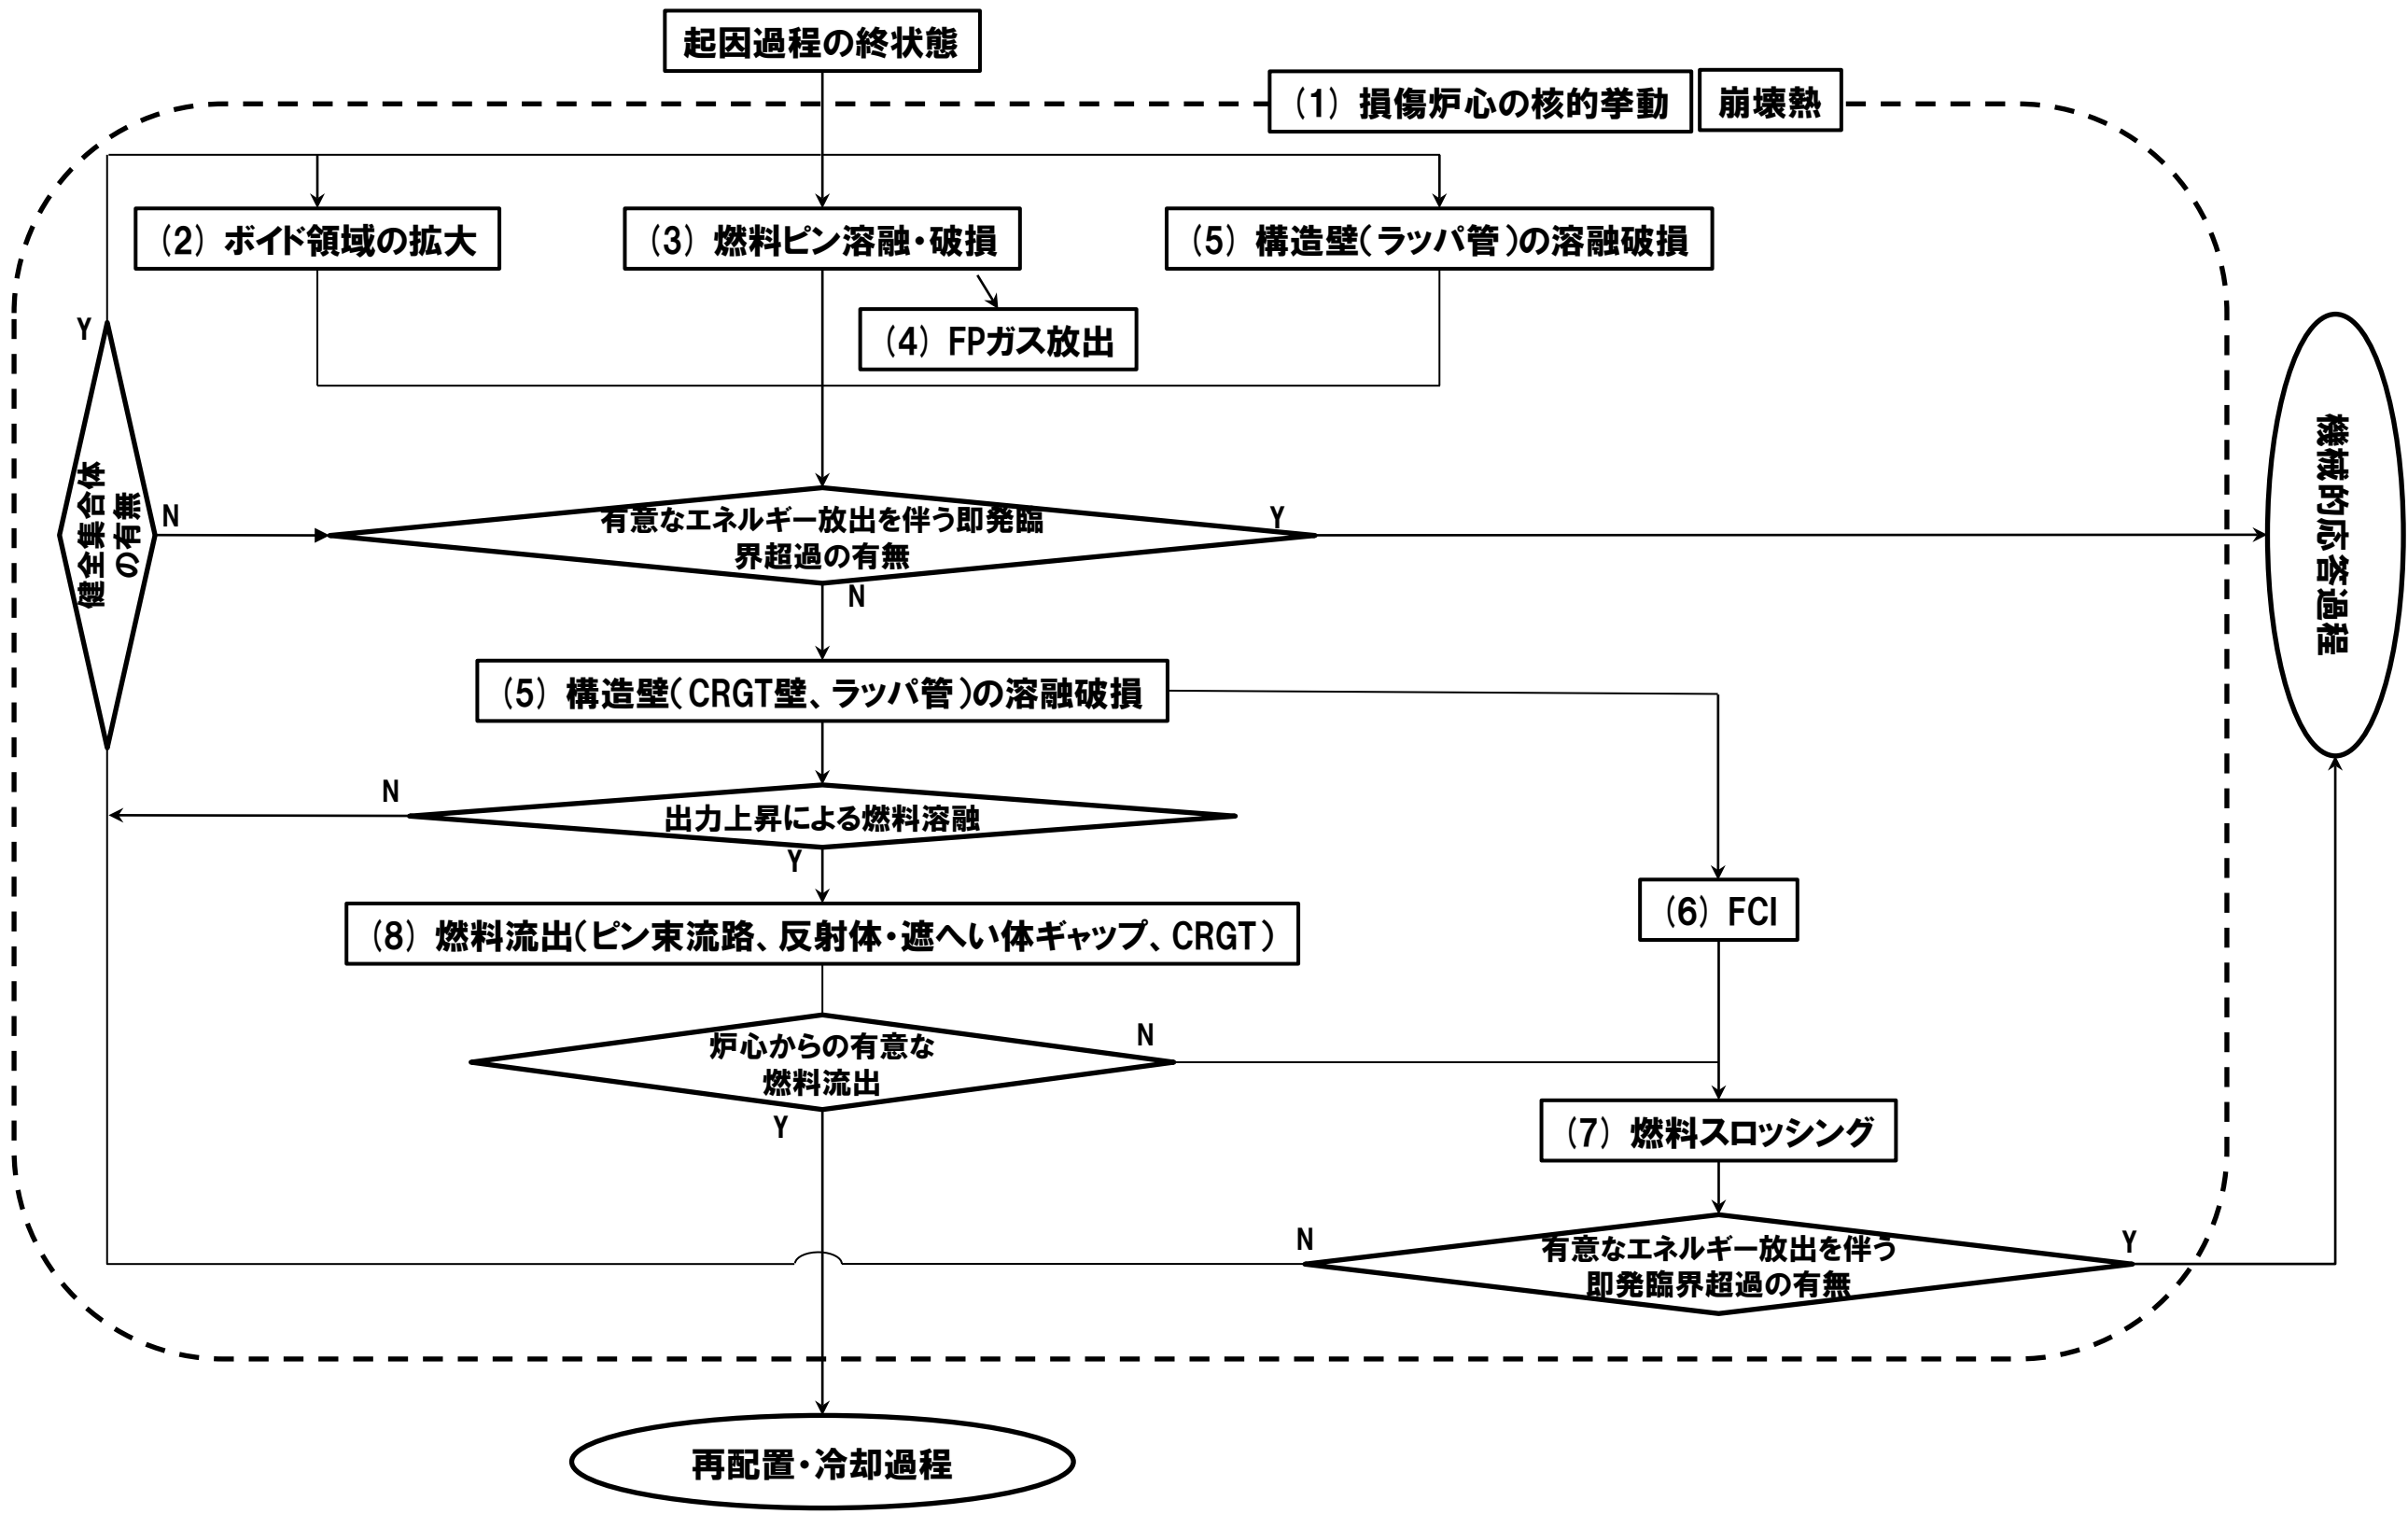 起因過程の終状態
（1）損傷炉心の核的挙動
崩壊熱
（2）ボイド領域の拡大
（3）燃料ピン溶融・破損
（5）構造壁（ラッパ管）の溶融破損
（4）FPガス放出
Y
健全集合体
の有無
N
有意なエネルギー放出を伴う即発臨
界超過の有無
Y
N
機械的応答過程
（5）構造壁（CRGT壁、ラッパ管）の溶融破損
N
出力上昇による燃料溶融
Y
（6）FCI
（8）燃料流出（ピン束流路、反射体・遮へい体ギャップ、CRGT）
炉心からの有意な
燃料流出
N
Y
（7）燃料スロッシング
N
有意なエネルギー放出を伴う
即発臨界超過の有無
Y
再配置・冷却過程